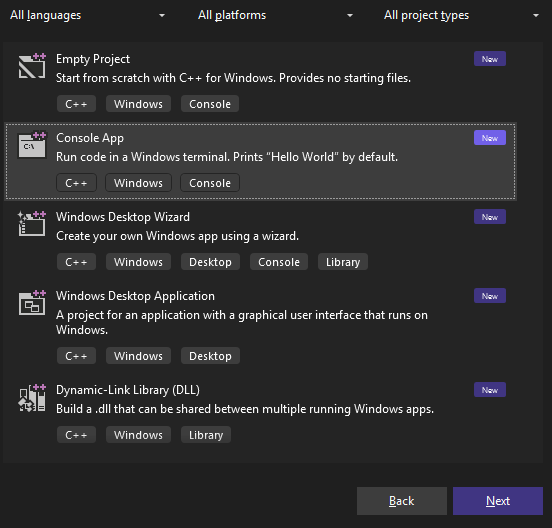 All languages All platforms All project types
Empty Project New
Start from scratch with C++ for Windows. Provides no starting files.
C++ Windows Console
C:\ Console App New
Run code in a Windows terminal. Prints “Hello World” by default.
C++ Windows Console
Windows Desktop Wizard New
Create your own Windows app using a wizard.
C++ Windows Desktop Console Library
Windows Desktop Application New
A project for an application with a graphical user interface that runs on
Windows.
C++ Windows Desktop
Dynamic-Link Library (DLL) New
Build a .dll that can be shared between multiple running Windows apps.
C++ Windows Library
Back Next